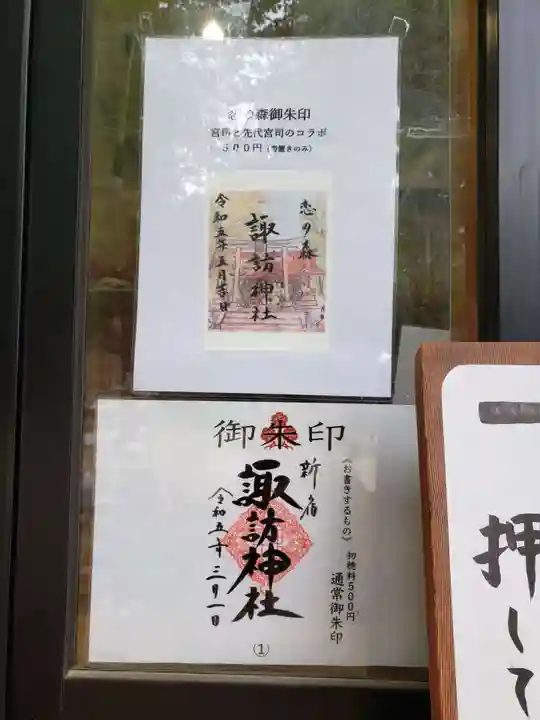 恋の森御朱印
宮司と先代宮司のコラボ
500円(書置きのみ)
恋の森
諏訪神社
令和五年五月吉日
御朱印
(お書きするもの) 初穂料500円
通常御朱印
新宿
諏訪神社
令和五年三月一日
①
押して